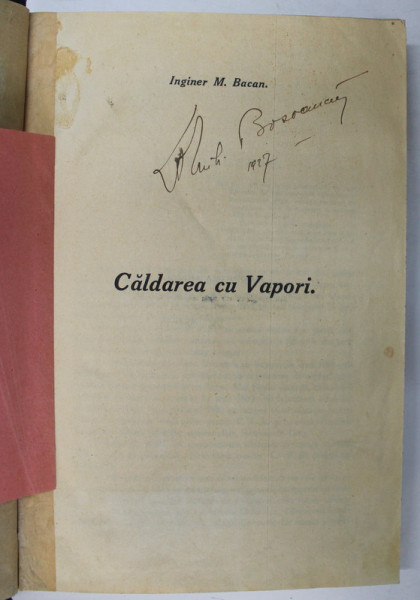 Inginer M. Bacan.
1927
Căldarea cu Vapori.